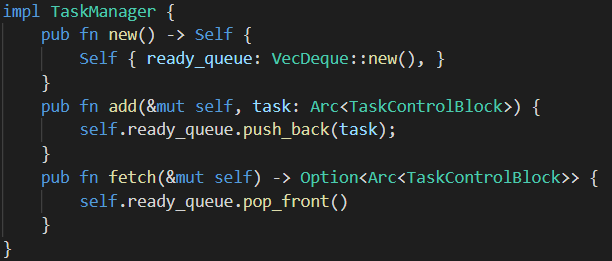 impl TaskManager {
    pub fn new() -> Self {
        Self { ready_queue: VecDeque::new(), }
    }
    pub fn add(&mut self, task: Arc<TaskControlBlock>) {
        self.ready_queue.push_back(task);
    }
    pub fn fetch(&mut self) -> Option<Arc<TaskControlBlock>> {
        self.ready_queue.pop_front()
    }
}